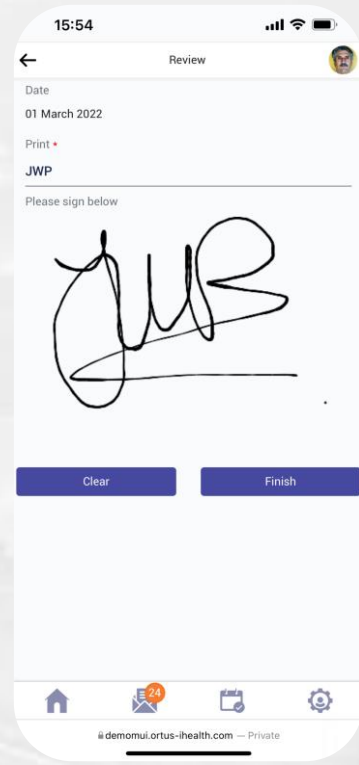 15:54
Review
Date
01 March 2022
Print •
JWP
Please sign below
Clear
Finish
24
demomui.ortus-ihealth.com — Private